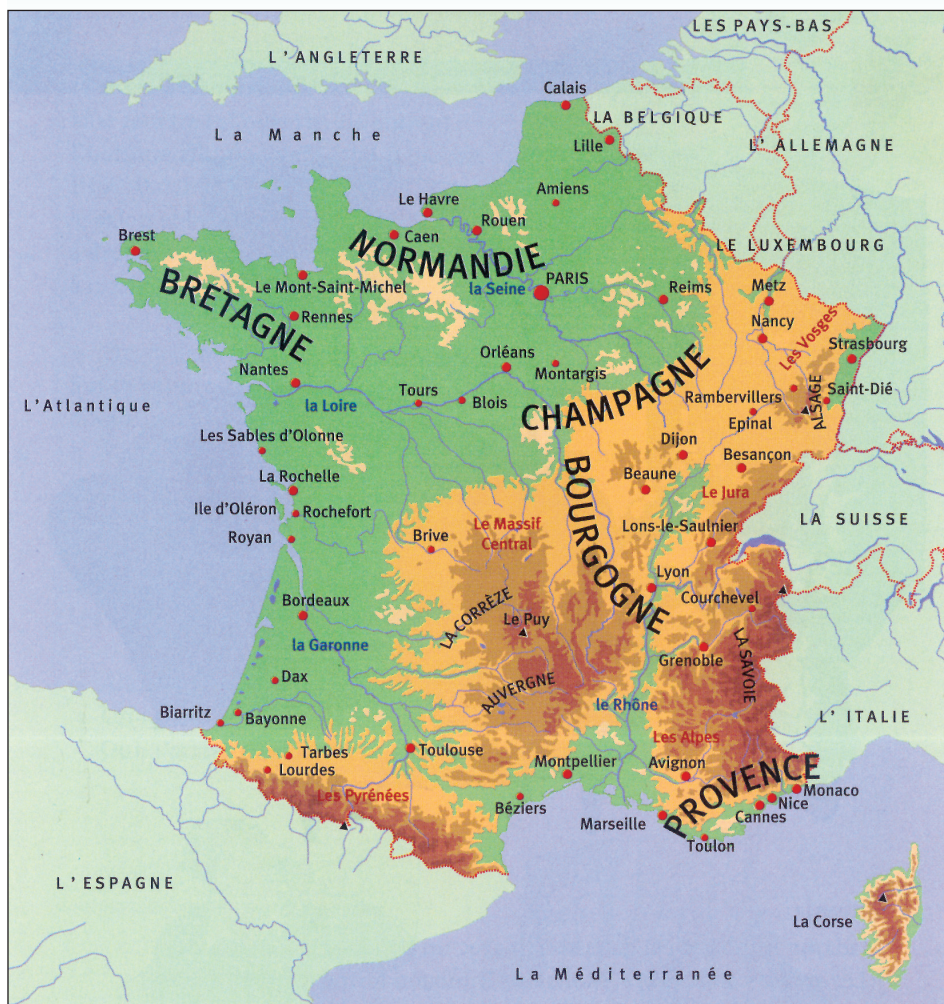 LES PAYS-BAS
L'ANGLETERRE
Calais
LA BELGIQUE
La Manche
Lille
L'ALLEMAGNE
Amiens
Le Havre
Rouen
Caen
Brest
NORMANDIE
LE LUXEMBOURG
BRETAGNE
Le Mont-Saint-Michel
la Seine
PARIS
Reims
Metz
Rennes
Nancy
Les Vosges
Strasbourg
Orléans
Montargis
Nantes
CHAMPAGNE
ALSAGE
Saint-Dié
Rambervillers
Tours
Blois
L'Atlantique
la Loire
Epinal
Les Sables d'Olonne
Dijon
Besançon
BOURGOGNE
Beaune
La Rochelle
Le Jura
Ile d'Oléron
Rochefort
Le Massif
Central
Lons-le-Saulnier
LA SUISSE
Royan
Brive
Lyon
Courchevel
Bordeaux
LA CORRÈZE
Le Puy
la Garonne
Grenoble
LA SAVOIE
Dax
AUVERGNE
le Rhône
Biarritz
Bayonne
L'ITALIE
Les Alpes
Tarbes
Toulouse
Montpellier
Avignon
PROVENCE
Lourdes
Les Pyrénées
Béziers
Monaco
Nice
Cannes
Marseille
Toulon
L'ESPAGNE
La Corse
La Méditerranée